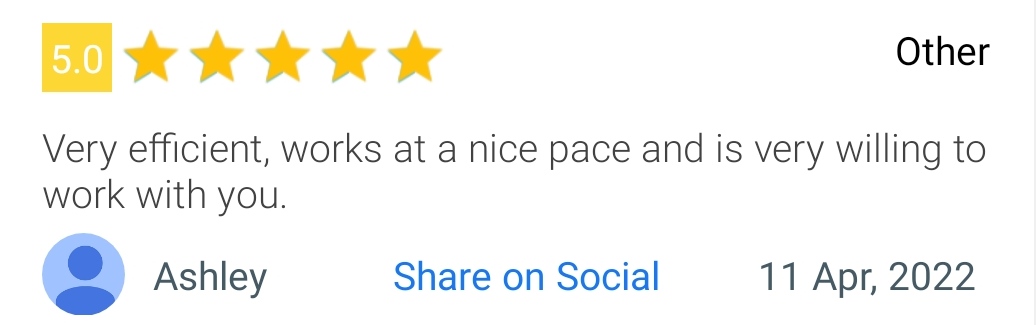 5.0
Other
Very efficient, works at a nice pace and is very willing to
work with you.
Ashley
Share on Social
11 Apr, 2022